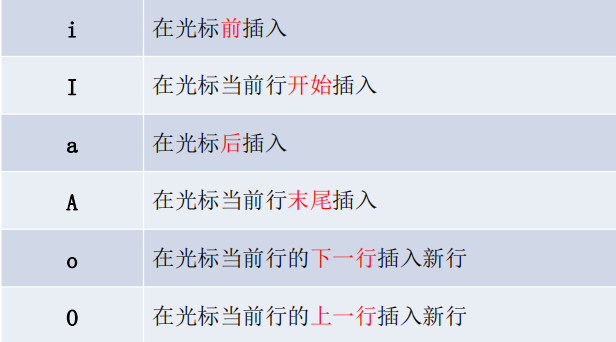 i 在光标前插入
I 在光标当前行开始插入
a 在光标后插入
A 在光标当前行末尾插入
o 在光标当前行的下一行插入新行
O 在光标当前行的上一行插入新行